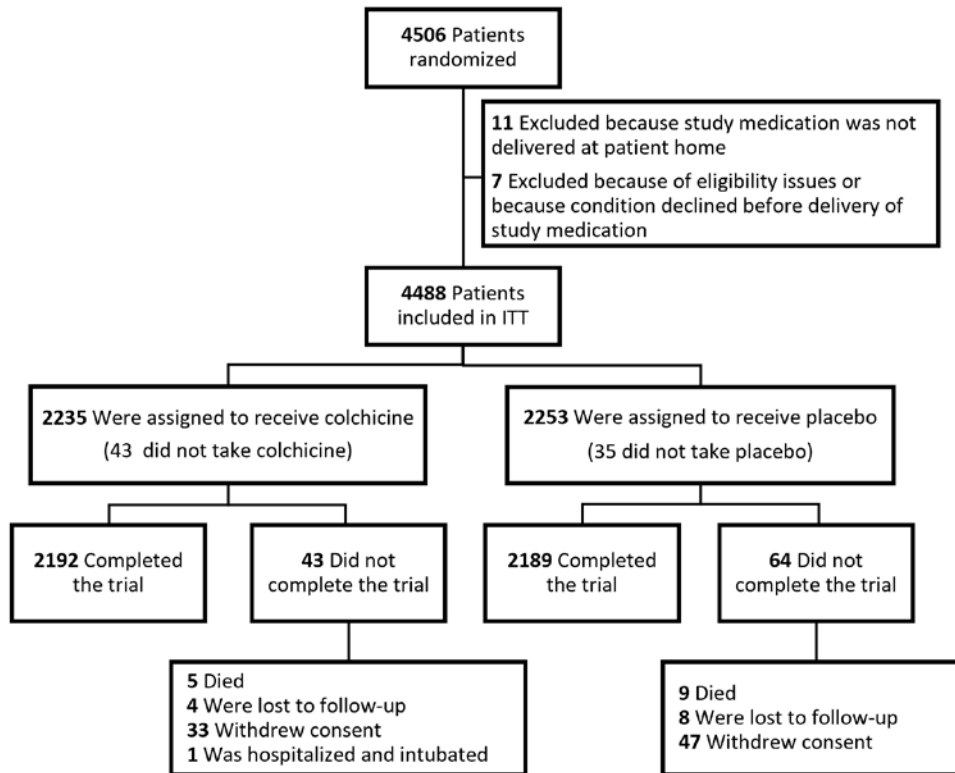 4506 Patients
randomized
11 Excluded because study medication was not
delivered at patient home
7 Excluded because of eligibility issues or
because condition declined before delivery of
study medication
4488 Patients
included in ITT
2235 Were assigned to receive colchicine
(43 did not take colchicine)
2253 Were assigned to receive placebo
(35 did not take placebo)
2192 Completed
the trial
43 Did not
complete the trial
2189 Completed
the trial
64 Did not
complete the trial
5 Died
4 Were lost to follow-up
33 Withdrew consent
1 Was hospitalized and intubated
9 Died
8 Were lost to follow-up
47 Withdrew consent